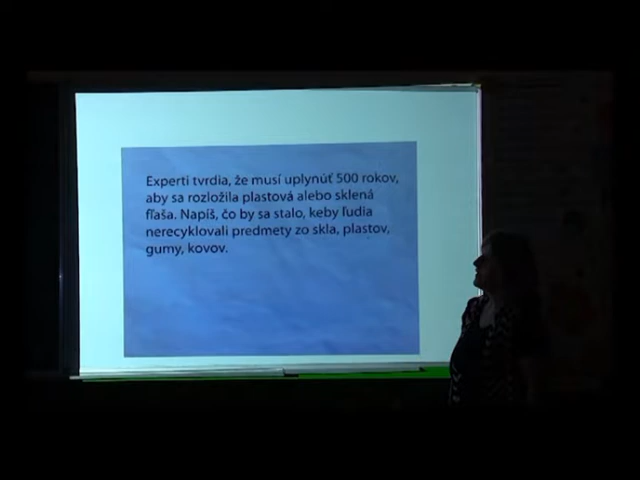 Experti tvrdia, že musí uplynúť 500 rokov,
aby sa rozložila plastová alebo sklená
fľaša. Napíš, čo by sa stalo, keby ľudia
nerecyklovali predmety zo skla, plastov,
gumy, kovov.